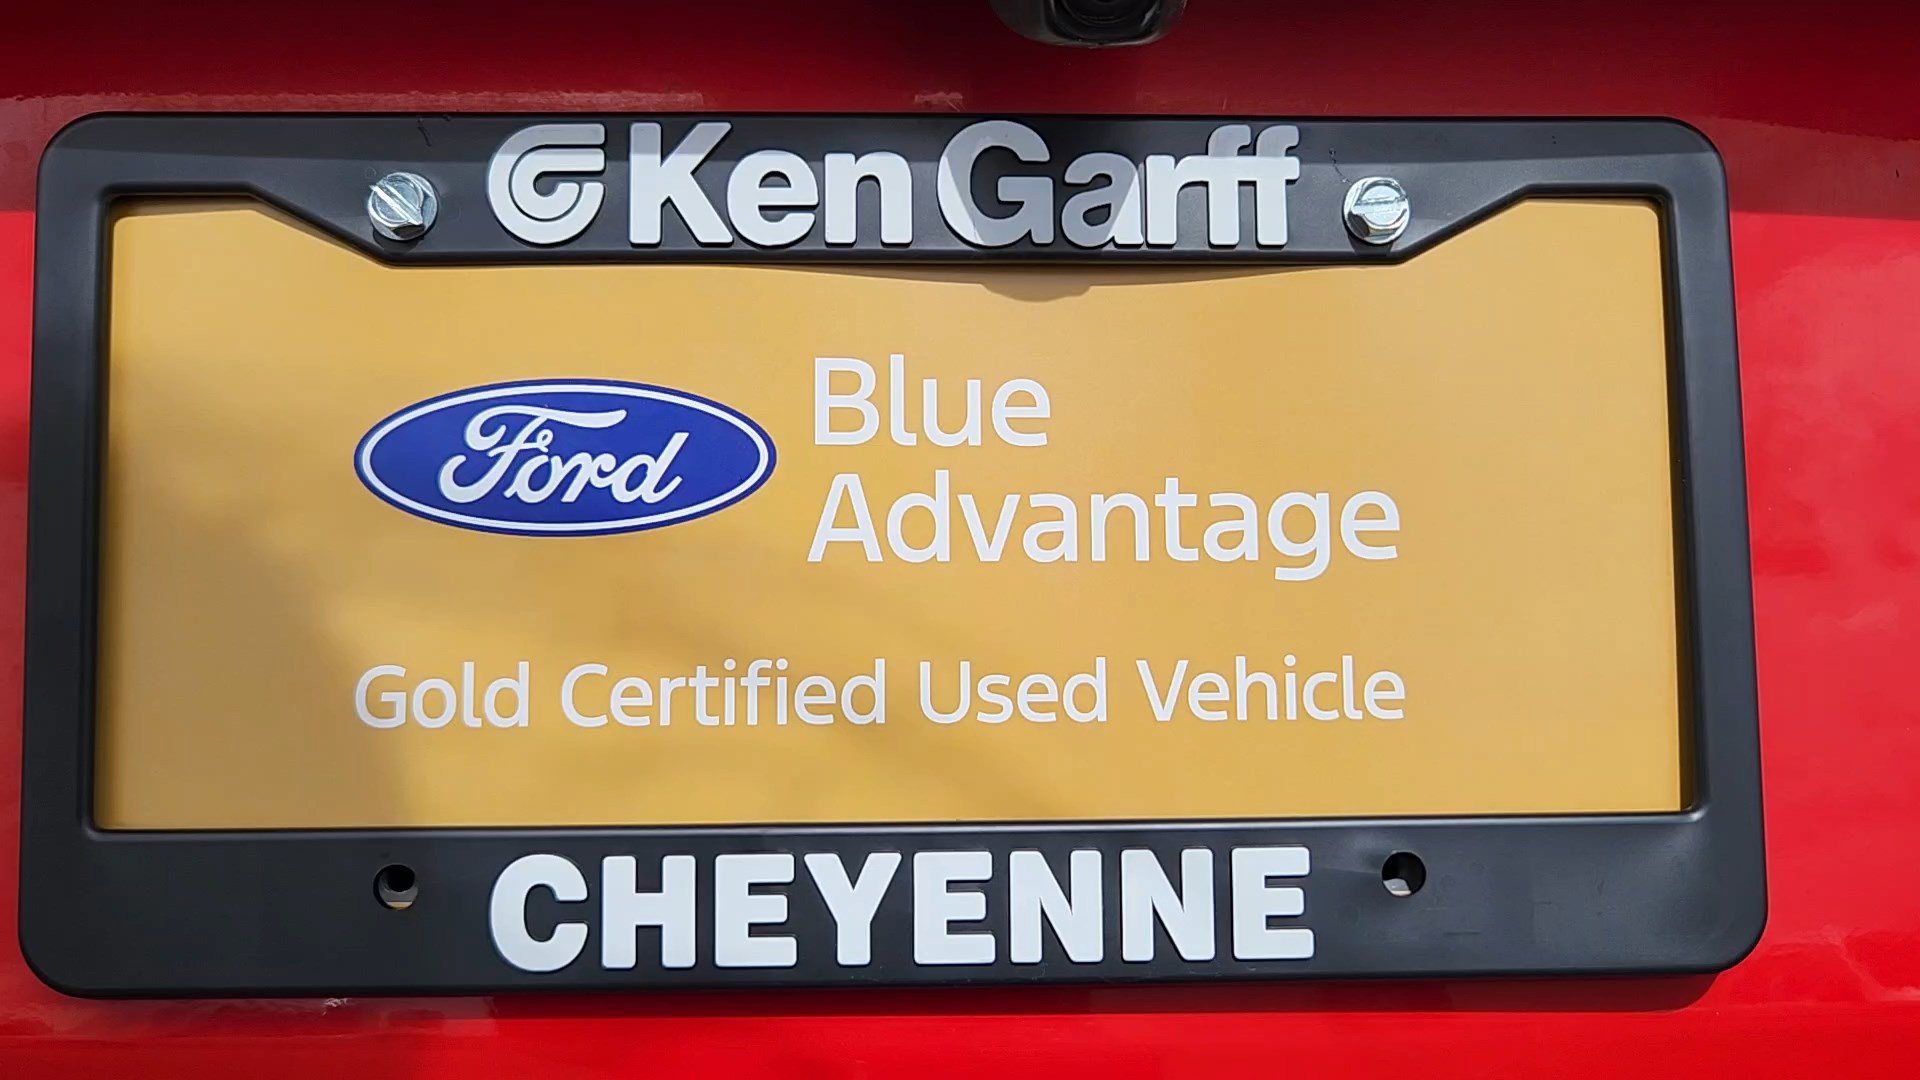 Ken Garff
Ford
Blue
Advantage
Gold Certified Used Vehicle
CHEYENNE